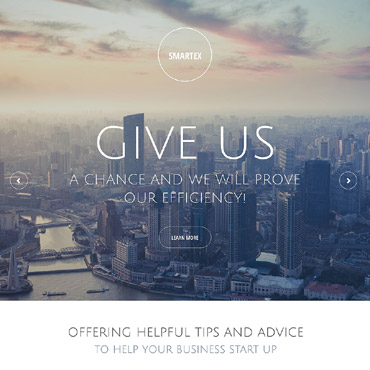 SMARTEX
GIVE US
A CHANCE AND WE WILL PROVE
OUR EFFICIENCY!
LEARN MORE
OFFERING HELPFUL TIPS AND ADVICE
TO HELP YOUR BUSINESS START UP